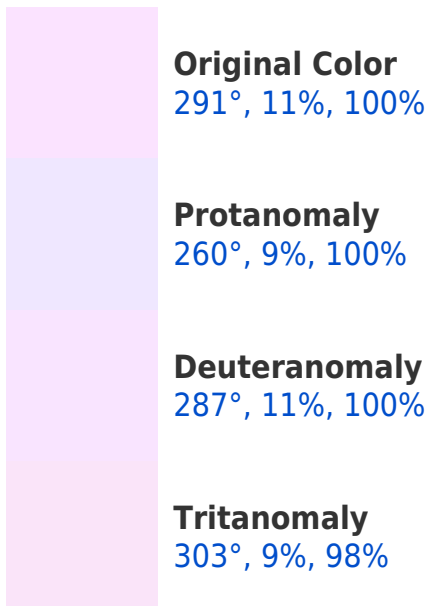 Original Color
291°, 11%, 100%
Protanomaly
260°, 9%, 100%
Deuteranomaly
287°, 11%, 100%
Tritanomaly
303°, 9%, 98%